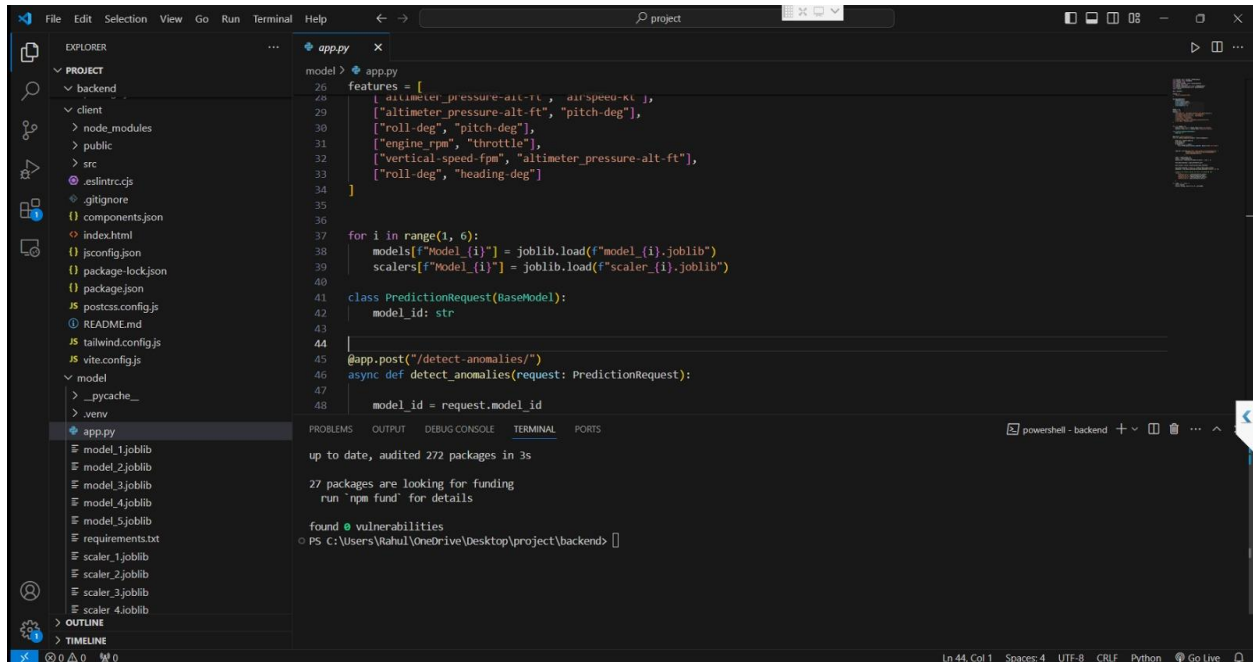 File Edit Selection View Go Run Terminal Help
project
EXPLORER
PROJECT
backend
client
node_modules
public
src
.eslintrc.cjs
.gitignore
components.json
index.html
jsconfig.json
package-lock.json
package.json
postcss.config.js
README.md
tailwind.config.js
vite.config.js
model
__pycache__
.venv
app.py
model_1.joblib
model_2.joblib
model_3.joblib
model_4.joblib
model_5.joblib
requirements.txt
scaler_1.joblib
scaler_2.joblib
scaler_3.joblib
scaler_4.joblib
OUTLINE
TIMELINE
app.py
model > app.py
26 features = [
28 ["altimeter_pressure-alt-ft", "airspeed-kt"],
29 ["altimeter_pressure-alt-ft", "pitch-deg"],
30 ["roll-deg", "pitch-deg"],
31 ["engine_rpm", "throttle"],
32 ["vertical-speed-fpm", "altimeter_pressure-alt-ft"],
33 ["roll-deg", "heading-deg"]
34 ]
35
36
37 for i in range(1, 6):
38 models[f"Model_{i}"] = joblib.load(f"model_{i}.joblib")
39 scalers[f"Model_{i}"] = joblib.load(f"scaler_{i}.joblib")
40
41 class PredictionRequest(BaseModel):
42 model_id: str
43
44
45 @app.post("/detect-anomalies/")
46 async def detect_anomalies(request: PredictionRequest):
47
48 model_id = request.model_id
PROBLEMS OUTPUT DEBUG CONSOLE TERMINAL PORTS
powershell - backend
up to date, audited 272 packages in 3s
27 packages are looking for funding
run `npm fund` for details
found 0 vulnerabilities
PS C:\Users\Rahul\OneDrive\Desktop\project\backend>
0 0 0
Ln 44, Col 1 Spaces: 4 UTF-8 CRLF Python Go Live